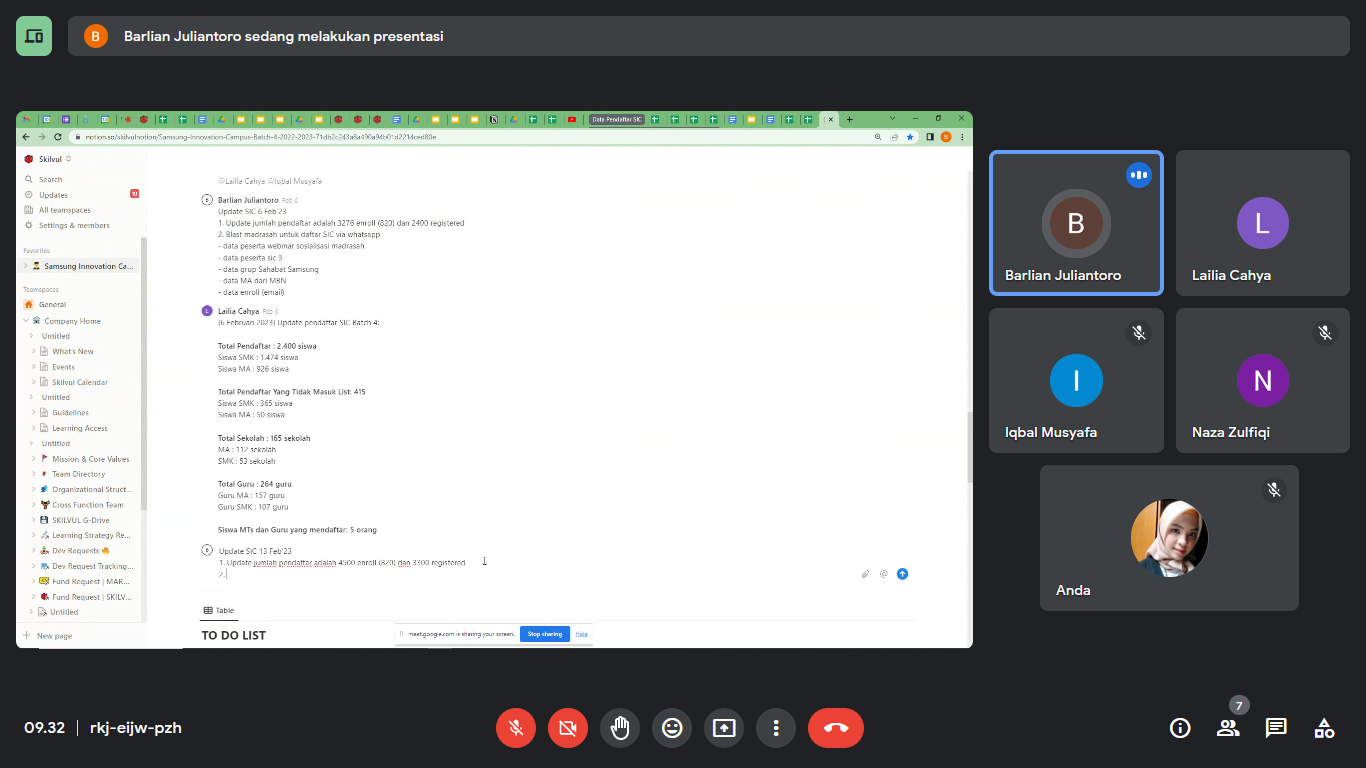 B Barlian Juliantoro sedang melakukan presentasi
Data Pendaftar SIC
notion.so/skilvulnotion/Samsung-Innovation-Campus-Batch-4-2022-2023-71db2c243a8a490a94b01d2214ced80e
Skilvul
Search
Updates 10
All teamspaces
Settings & members
Favorites
Samsung Innovation Ca...
Teamspaces
General
Company Home
Untitled
What's New
Events
Skilvul Calendar
Untitled
Guidelines
Learning Access
Untitled
Mission & Core Values
Team Directory
Organizational Struct...
Cross Function Team
SKILVUL G-Drive
Learning Strategy Re...
Dev Requests
Dev Request Tracking...
Fund Request | MAR...
Fund Request | SKILV...
Untitled
New page
@Lailia Cahya @Iqbal Musyafa
B Barlian Juliantoro Feb 6
Update SIC 6 Feb'23
1. Update jumlah pendaftar adalah 3276 enroll (820) dan 2400 registered
2. Blast madrasah untuk daftar SIC via whatsapp
- data peserta webinar sosialisasi madrasah
- data peserta sic 3
- data grup Sahabat Samsung
- data MA dari MBN
- data enroll (email)
L Lailia Cahya Feb 6
[6 Februari 2023] Update pendaftar SIC Batch 4:
Total Pendaftar : 2.400 siswa
Siswa SMK : 1.474 siswa
Siswa MA : 926 siswa
Total Pendaftar Yang Tidak Masuk List: 415
Siswa SMK : 365 siswa
Siswa MA : 50 siswa
Total Sekolah : 165 sekolah
MA : 112 sekolah
SMK : 53 sekolah
Total Guru : 264 guru
Guru MA : 157 guru
Guru SMK : 107 guru
Siswa MTs dan Guru yang mendaftar: 5 orang
B Update SIC 13 Feb'23
1. Update jumlah pendaftar adalah 4500 enroll (820) dan 3300 registered
2.
Table
TO DO LIST
meet.google.com is sharing your screen. Stop sharing Hide
B
Barlian Juliantoro
L
Lailia Cahya
I
Iqbal Musyafa
N
Naza Zulfiqi
Anda
09.32 | rkj-eijw-pzh
7